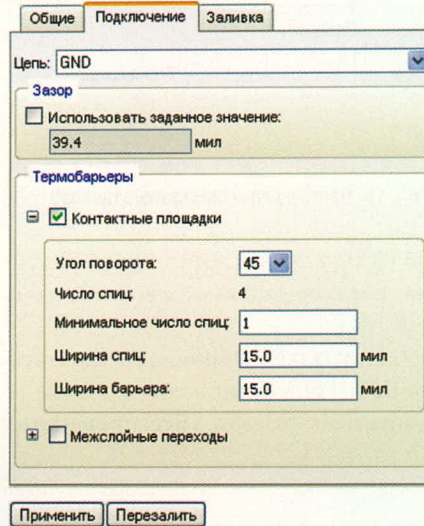 Общие Подключение Заливка
Цепь: GND
Зазор
Использовать заданное значение:
39.4 мил
Термобарьеры
Контактные площадки
Угол поворота: 45
Число спиц: 4
Минимальное число спиц: 1
Ширина спиц: 15.0 мил
Ширина барьера: 15.0 мил
Межслойные переходы
Применить Перезалить